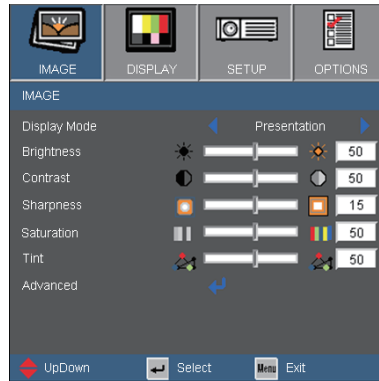 IMAGE DISPLAY SETUP OPTIONS
IMAGE
Display Mode Presentation
Brightness 50
Contrast 50
Sharpness 15
Saturation 50
Tint 50
Advanced
UpDown Select Menu Exit